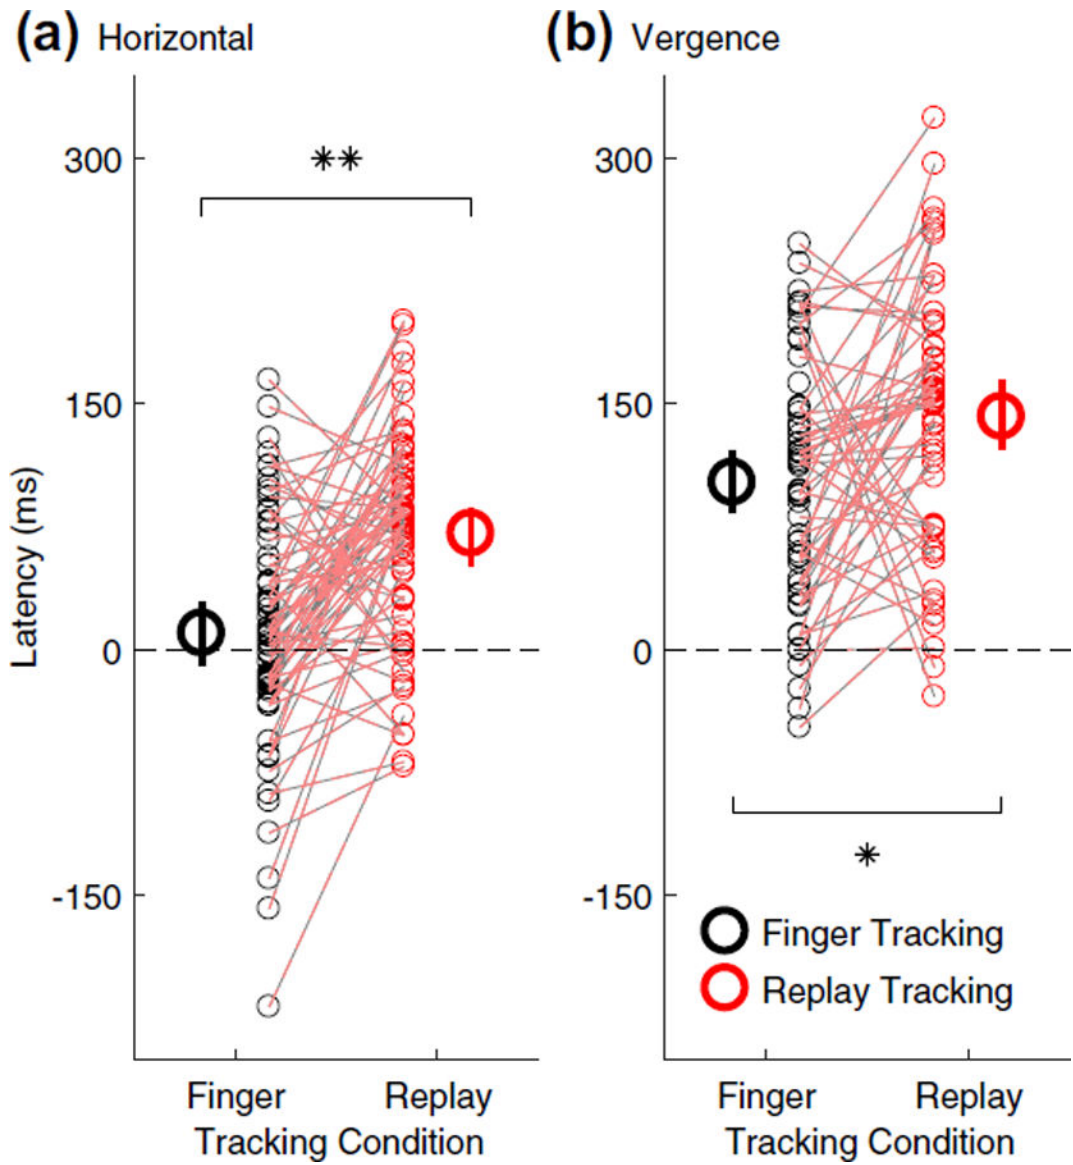 (a) Horizontal
(b) Vergence
Latency (ms)
300
150
0
-150
**
Finger
Replay
Tracking Condition
300
150
0
-150
*
Finger Tracking
Replay Tracking
Finger
Replay
Tracking Condition